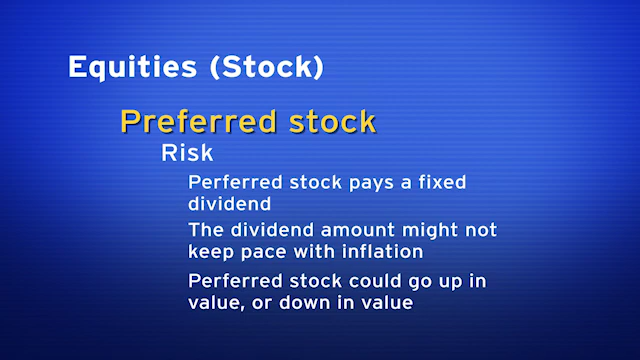 Equities (Stock)
Preferred stock
Risk
Perferred stock pays a fixed
dividend
The dividend amount might not
keep pace with inflation
Perferred stock could go up in
value, or down in value